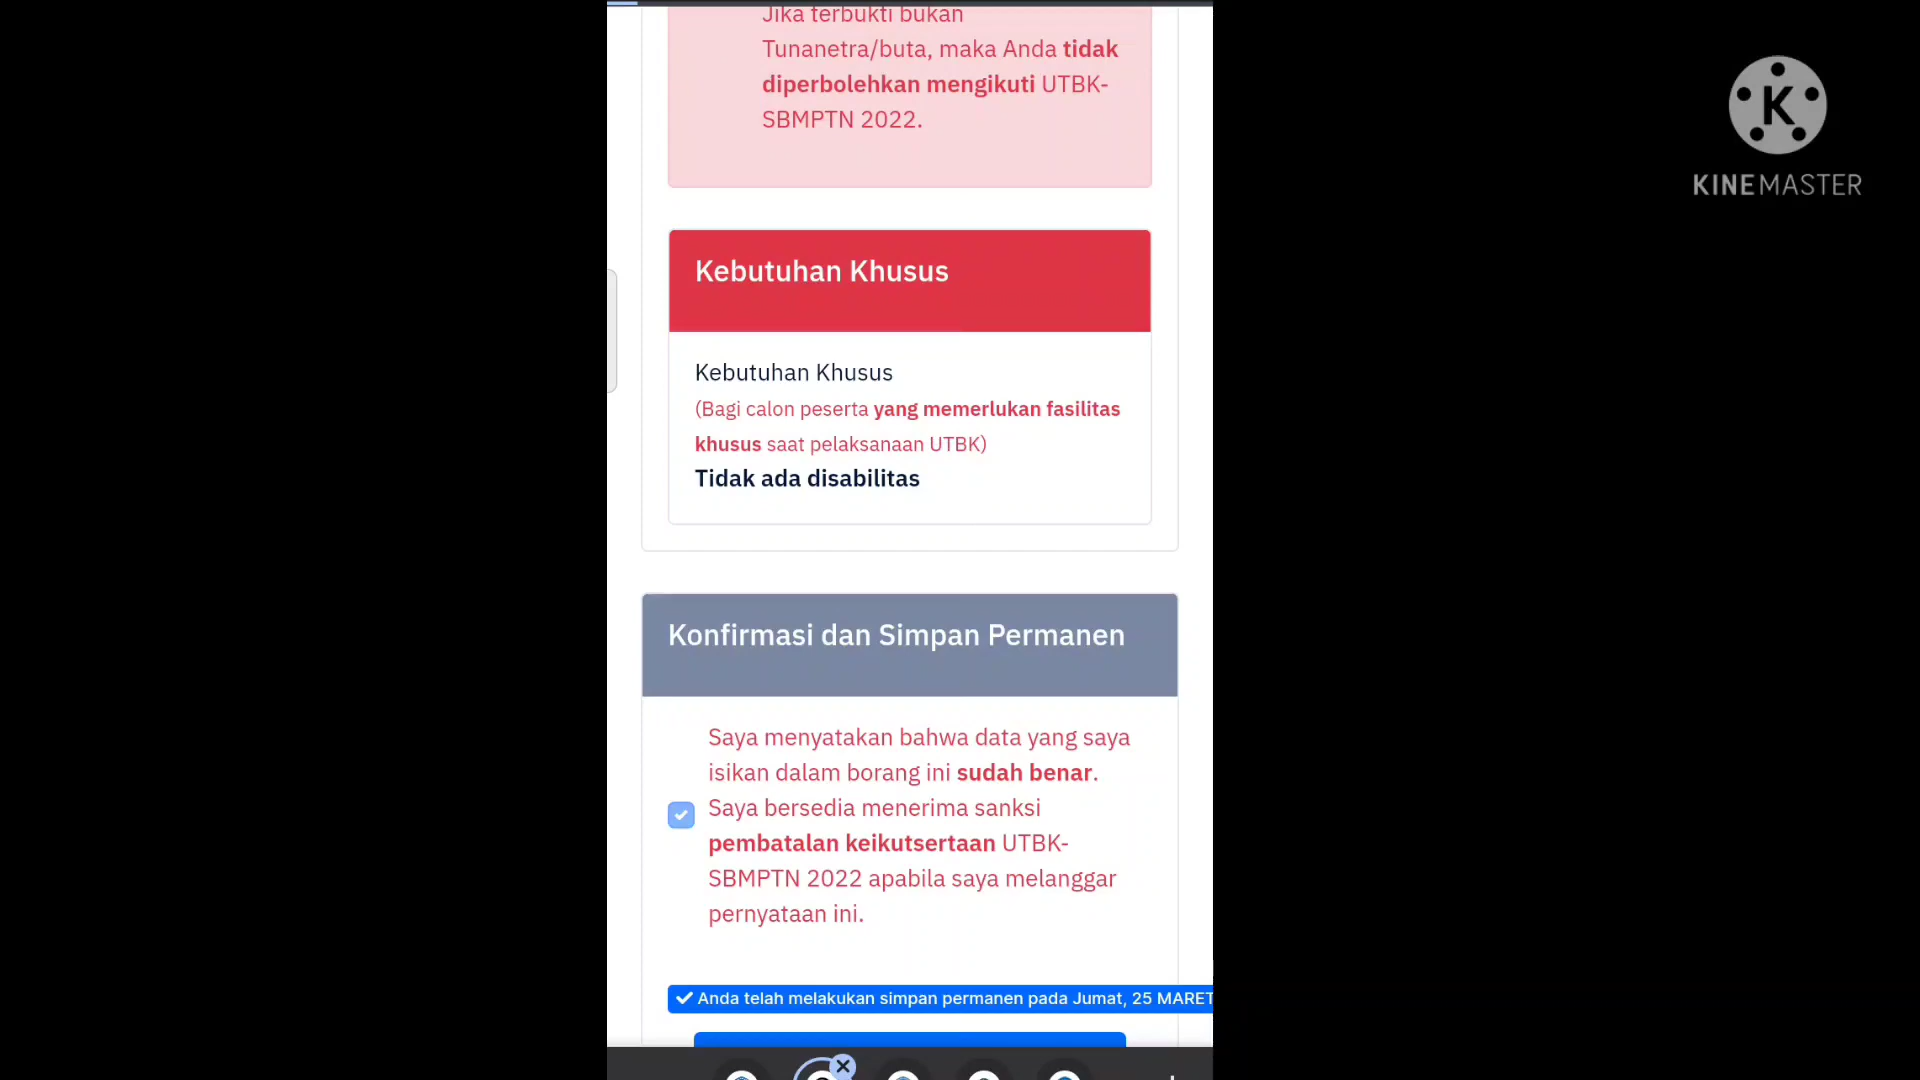 Jika terbukti bukan
Tunanetra/buta, maka Anda tidak
diperbolehkan mengikuti UTBK-
SBMPTN 2022.
Kebutuhan Khusus
Kebutuhan Khusus
(Bagi calon peserta yang memerlukan fasilitas
khusus saat pelaksanaan UTBK)
Tidak ada disabilitas
Konfirmasi dan Simpan Permanen
Saya menyatakan bahwa data yang saya
isikan dalam borang ini sudah benar.
Saya bersedia menerima sanksi
pembatalan keikutsertaan UTBK-
SBMPTN 2022 apabila saya melanggar
pernyataan ini.
Anda telah melakukan simpan permanen pada Jumat, 25 MARET
K
KINEMASTER